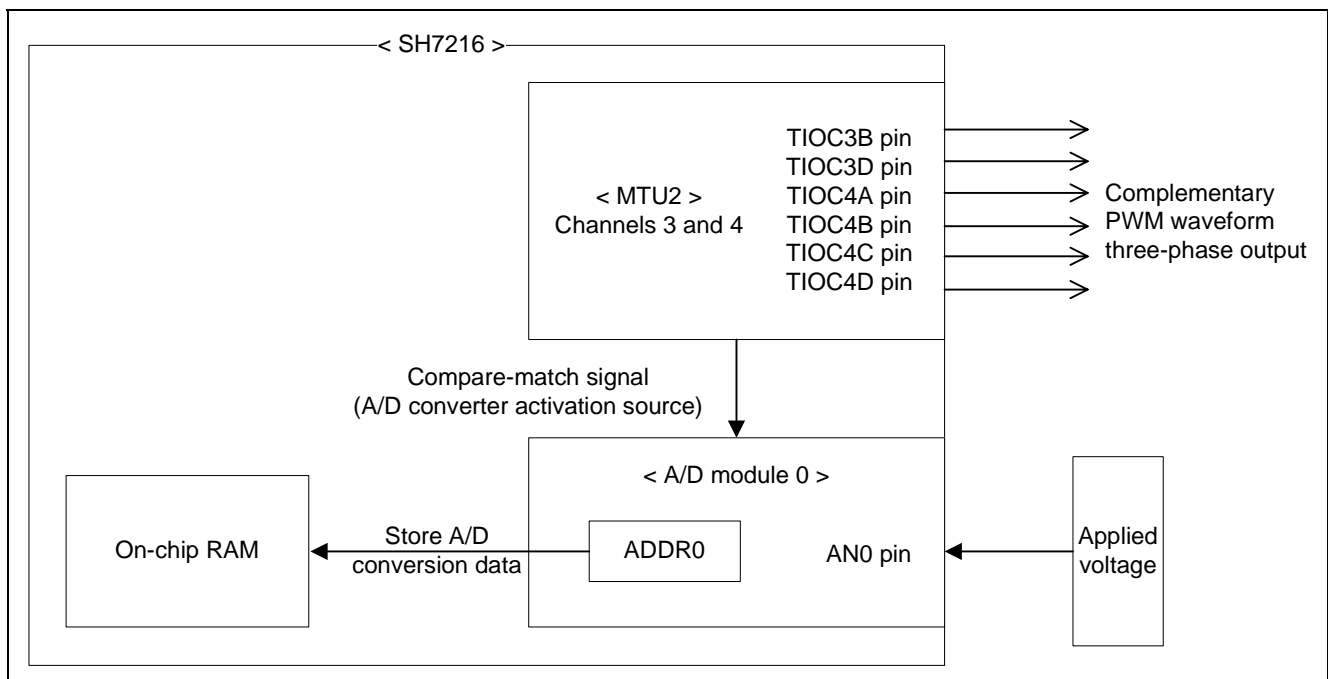 < SH7216 >
TIOC3B pin
TIOC3D pin
TIOC4A pin
TIOC4B pin
TIOC4C pin
TIOC4D pin
< MTU2 >
Channels 3 and 4
Complementary
PWM waveform
three-phase output
Compare-match signal
(A/D converter activation source)
< A/D module 0 >
On-chip RAM
Store A/D
conversion data
ADDR0
AN0 pin
Applied
voltage